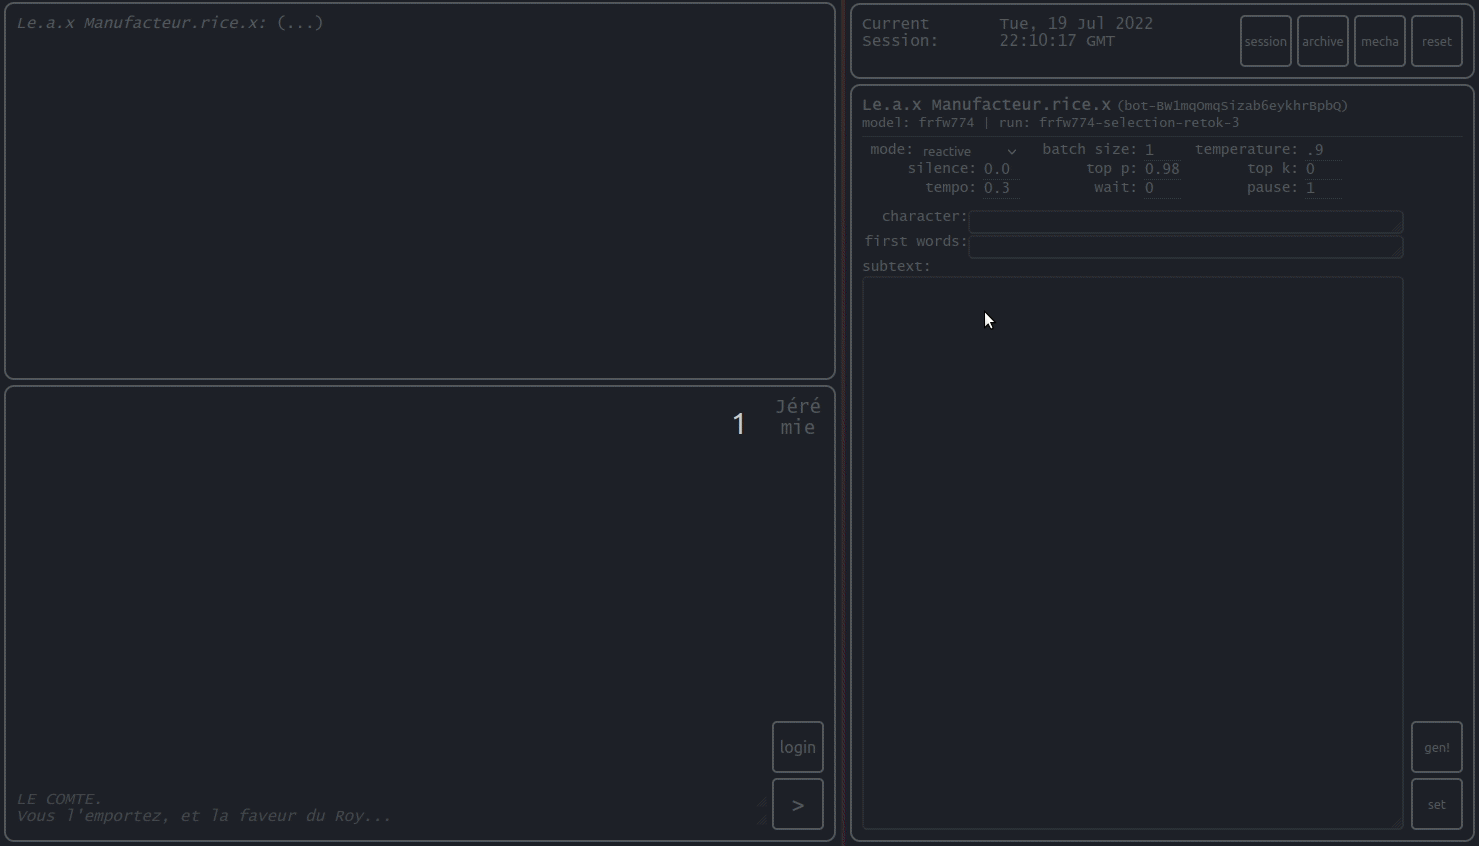 Le.a.x Manufacteur.rice.x: (...)
1
Jéré
mie
login
LE COMTE.
Vous l'emportez, et la faveur du Roy...
>
Current Tue, 19 Jul 2022
Session: 22:10:17 GMT
session archive mecha reset
Le.a.x Manufacteur.rice.x (bot-BW1mqOmqSizab6eykhrBpbQ)
model: frfw774 | run: frfw774-selection-retok-3
mode: reactive batch size: 1 temperature: .9
silence: 0.0 top p: 0.98 top k: 0
tempo: 0.3 wait: 0 pause: 1
character:
first words:
subtext:
gen!
set